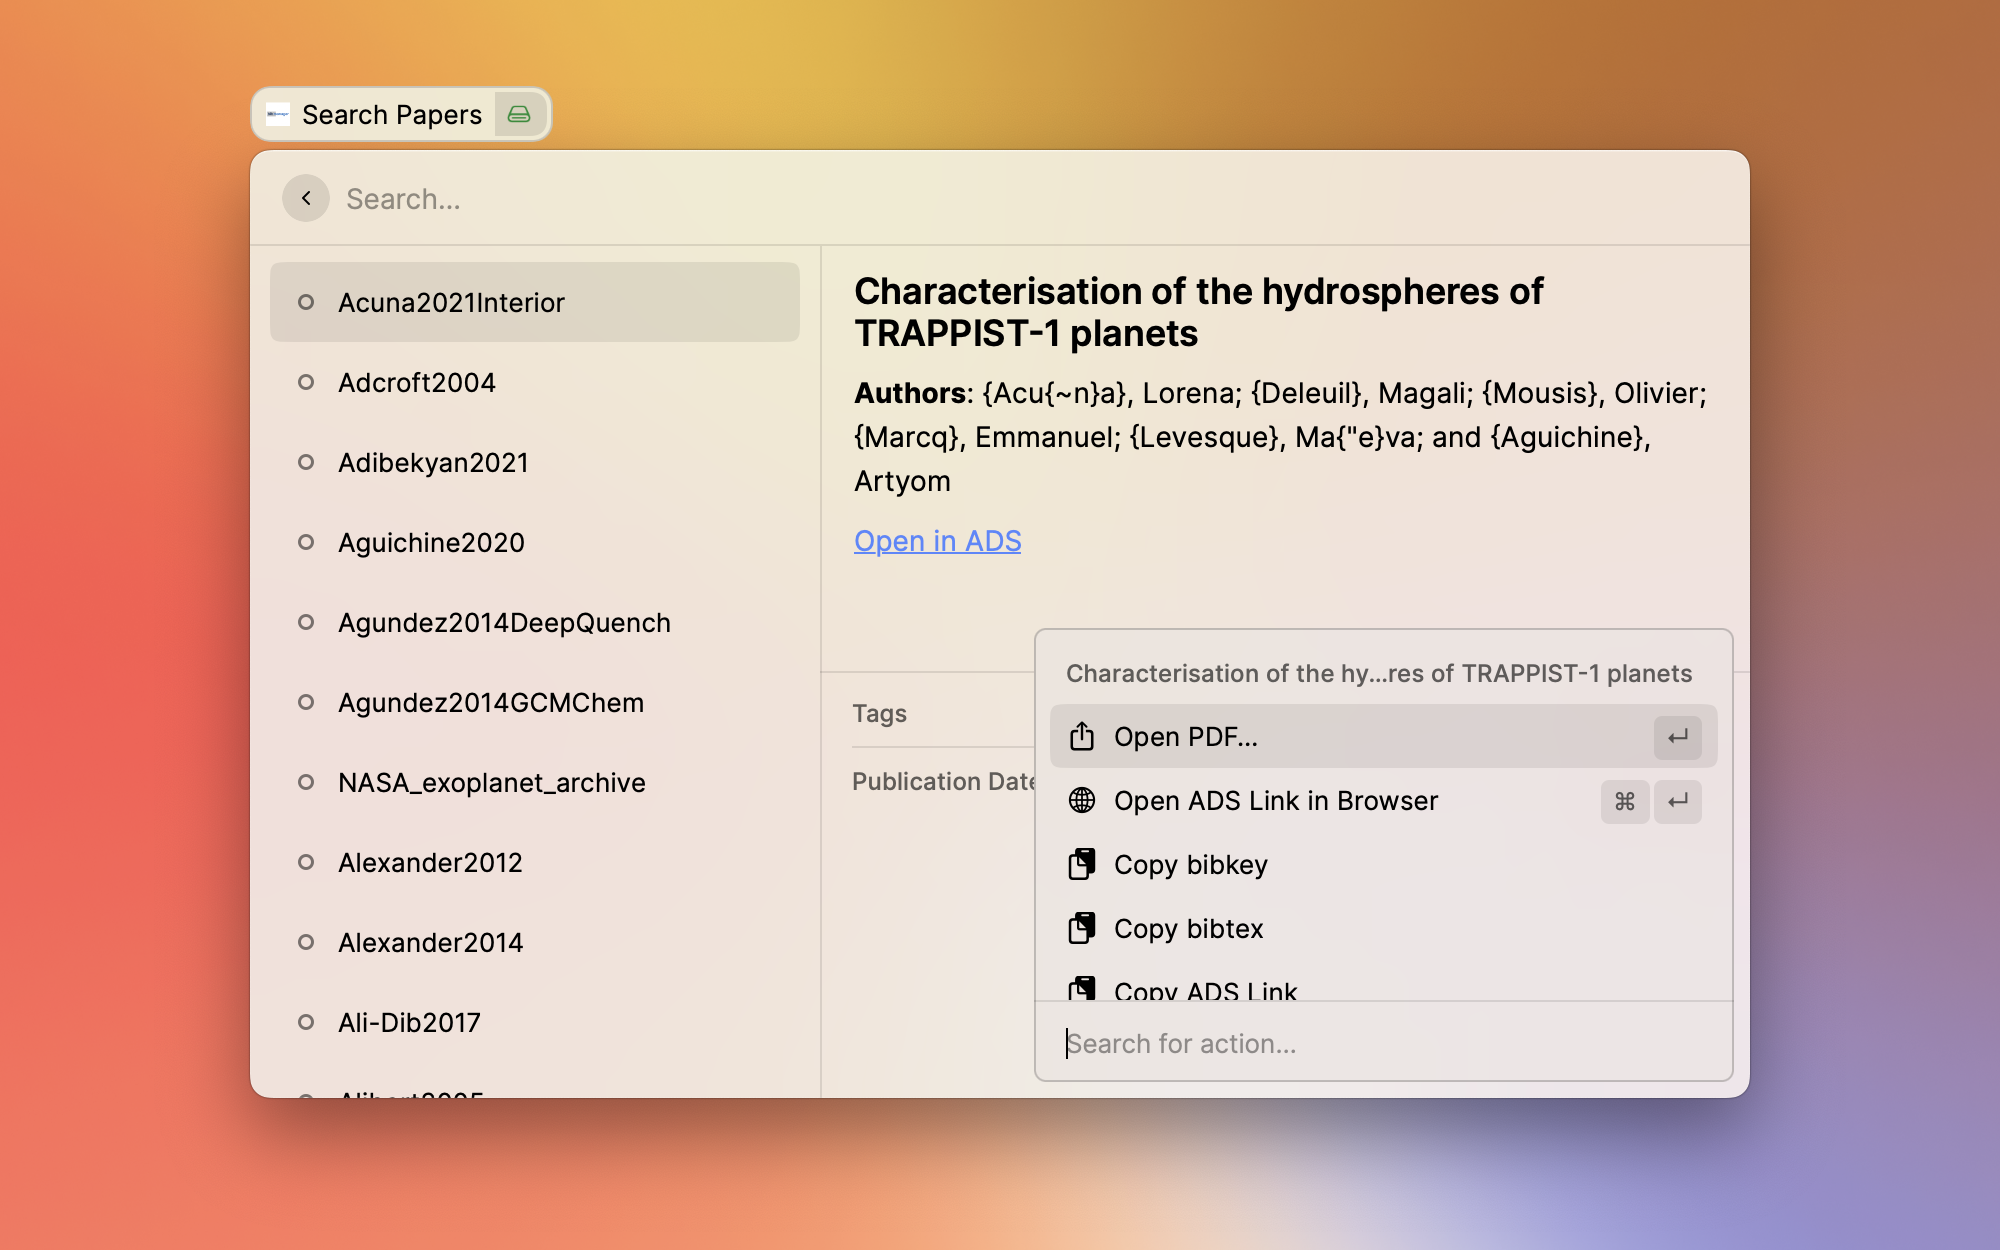 Search Papers
Search...
Acuna2021Interior
Adcroft2004
Adibekyan2021
Aguichine2020
Agundez2014DeepQuench
Agundez2014GCMChem
NASA_exoplanet_archive
Alexander2012
Alexander2014
Ali-Dib2017
Characterisation of the hydrospheres of
TRAPPIST-1 planets
Authors: {Acu{~n}a}, Lorena; {Deleuil}, Magali; {Mousis}, Olivier;
{Marcq}, Emmanuel; {Levesque}, Ma{"e}va; and {Aguichine},
Artyom
Open in ADS
Tags
Publication Date
Characterisation of the hy...res of TRAPPIST-1 planets
Open PDF...
Open ADS Link in Browser
⌘
Copy bibkey
Copy bibtex
Copy ADS Link
Search for action...